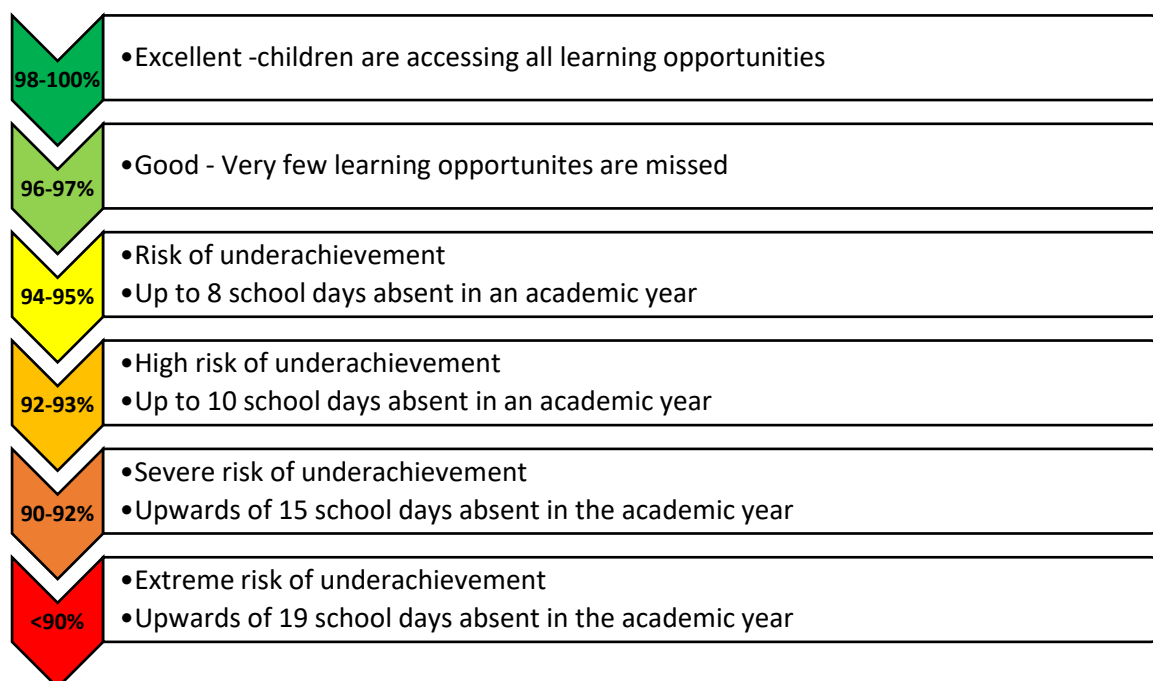 98-100%
•Excellent -children are accessing all learning opportunities
96-97%
•Good - Very few learning opportunites are missed
94-95%
•Risk of underachievement
•Up to 8 school days absent in an academic year
92-93%
•High risk of underachievement
•Up to 10 school days absent in an academic year
90-92%
•Severe risk of underachievement
•Upwards of 15 school days absent in the academic year
<90%
•Extreme risk of underachievement
•Upwards of 19 school days absent in the academic year